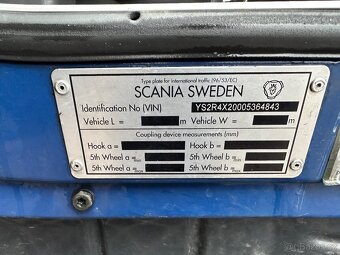 Type plate for international traffic (96/53/EC)
SCANIA SWEDEN
Identification No (VIN) YS2R4X20005364843
Vehicle L = m Vehicle W = m
Coupling device measurements (mm)
Hook a = Hook b =
5th Wheel a = 5th Wheel b =
5th Wheel a = 5th Wheel b =